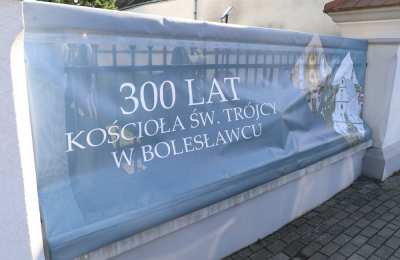 300 LAT
KOŚCIOŁA ŚW. TRÓJCY
W BOLESŁAWCU